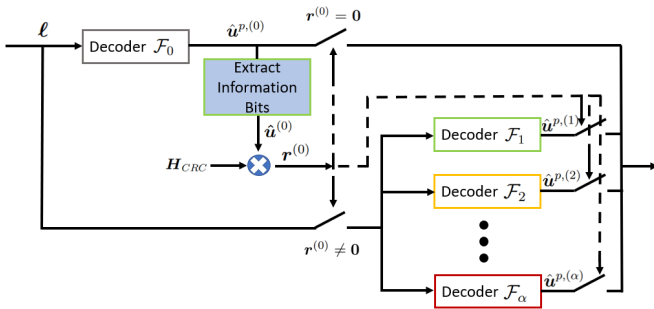 ℓ
Decoder 𝓕₀
û^{p,(0)}
r^{(0)} = 0
Extract
Information
Bits
û^{(0)}
H_{CRC}
r^{(0)}
Decoder 𝓕₁
û^{p,(1)}
Decoder 𝓕₂
û^{p,(2)}
r^{(0)} ≠ 0
Decoder 𝓕_α
û^{p,(α)}